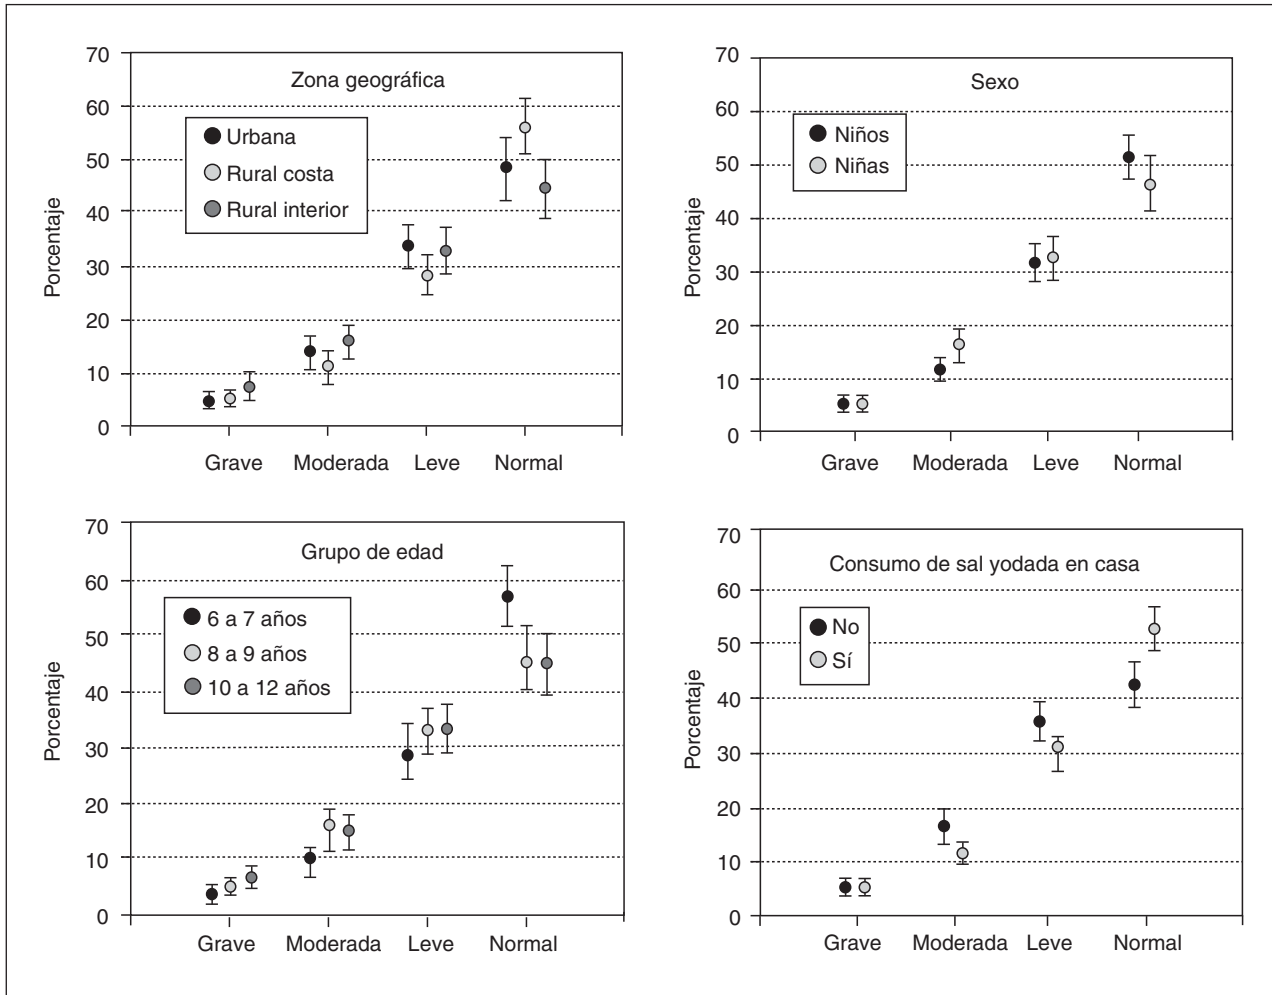 Zona geográfica
Urbana
Rural costa
Rural interior
Porcentaje
70
60
50
40
30
20
10
0
Grave Moderada Leve Normal
Sexo
Niños
Niñas
Porcentaje
70
60
50
40
30
20
10
0
Grave Moderada Leve Normal
Grupo de edad
6 a 7 años
8 a 9 años
10 a 12 años
Porcentaje
70
60
50
40
30
20
10
0
Grave Moderada Leve Normal
Consumo de sal yodada en casa
No
Sí
Porcentaje
70
60
50
40
30
20
10
0
Grave Moderada Leve Normal